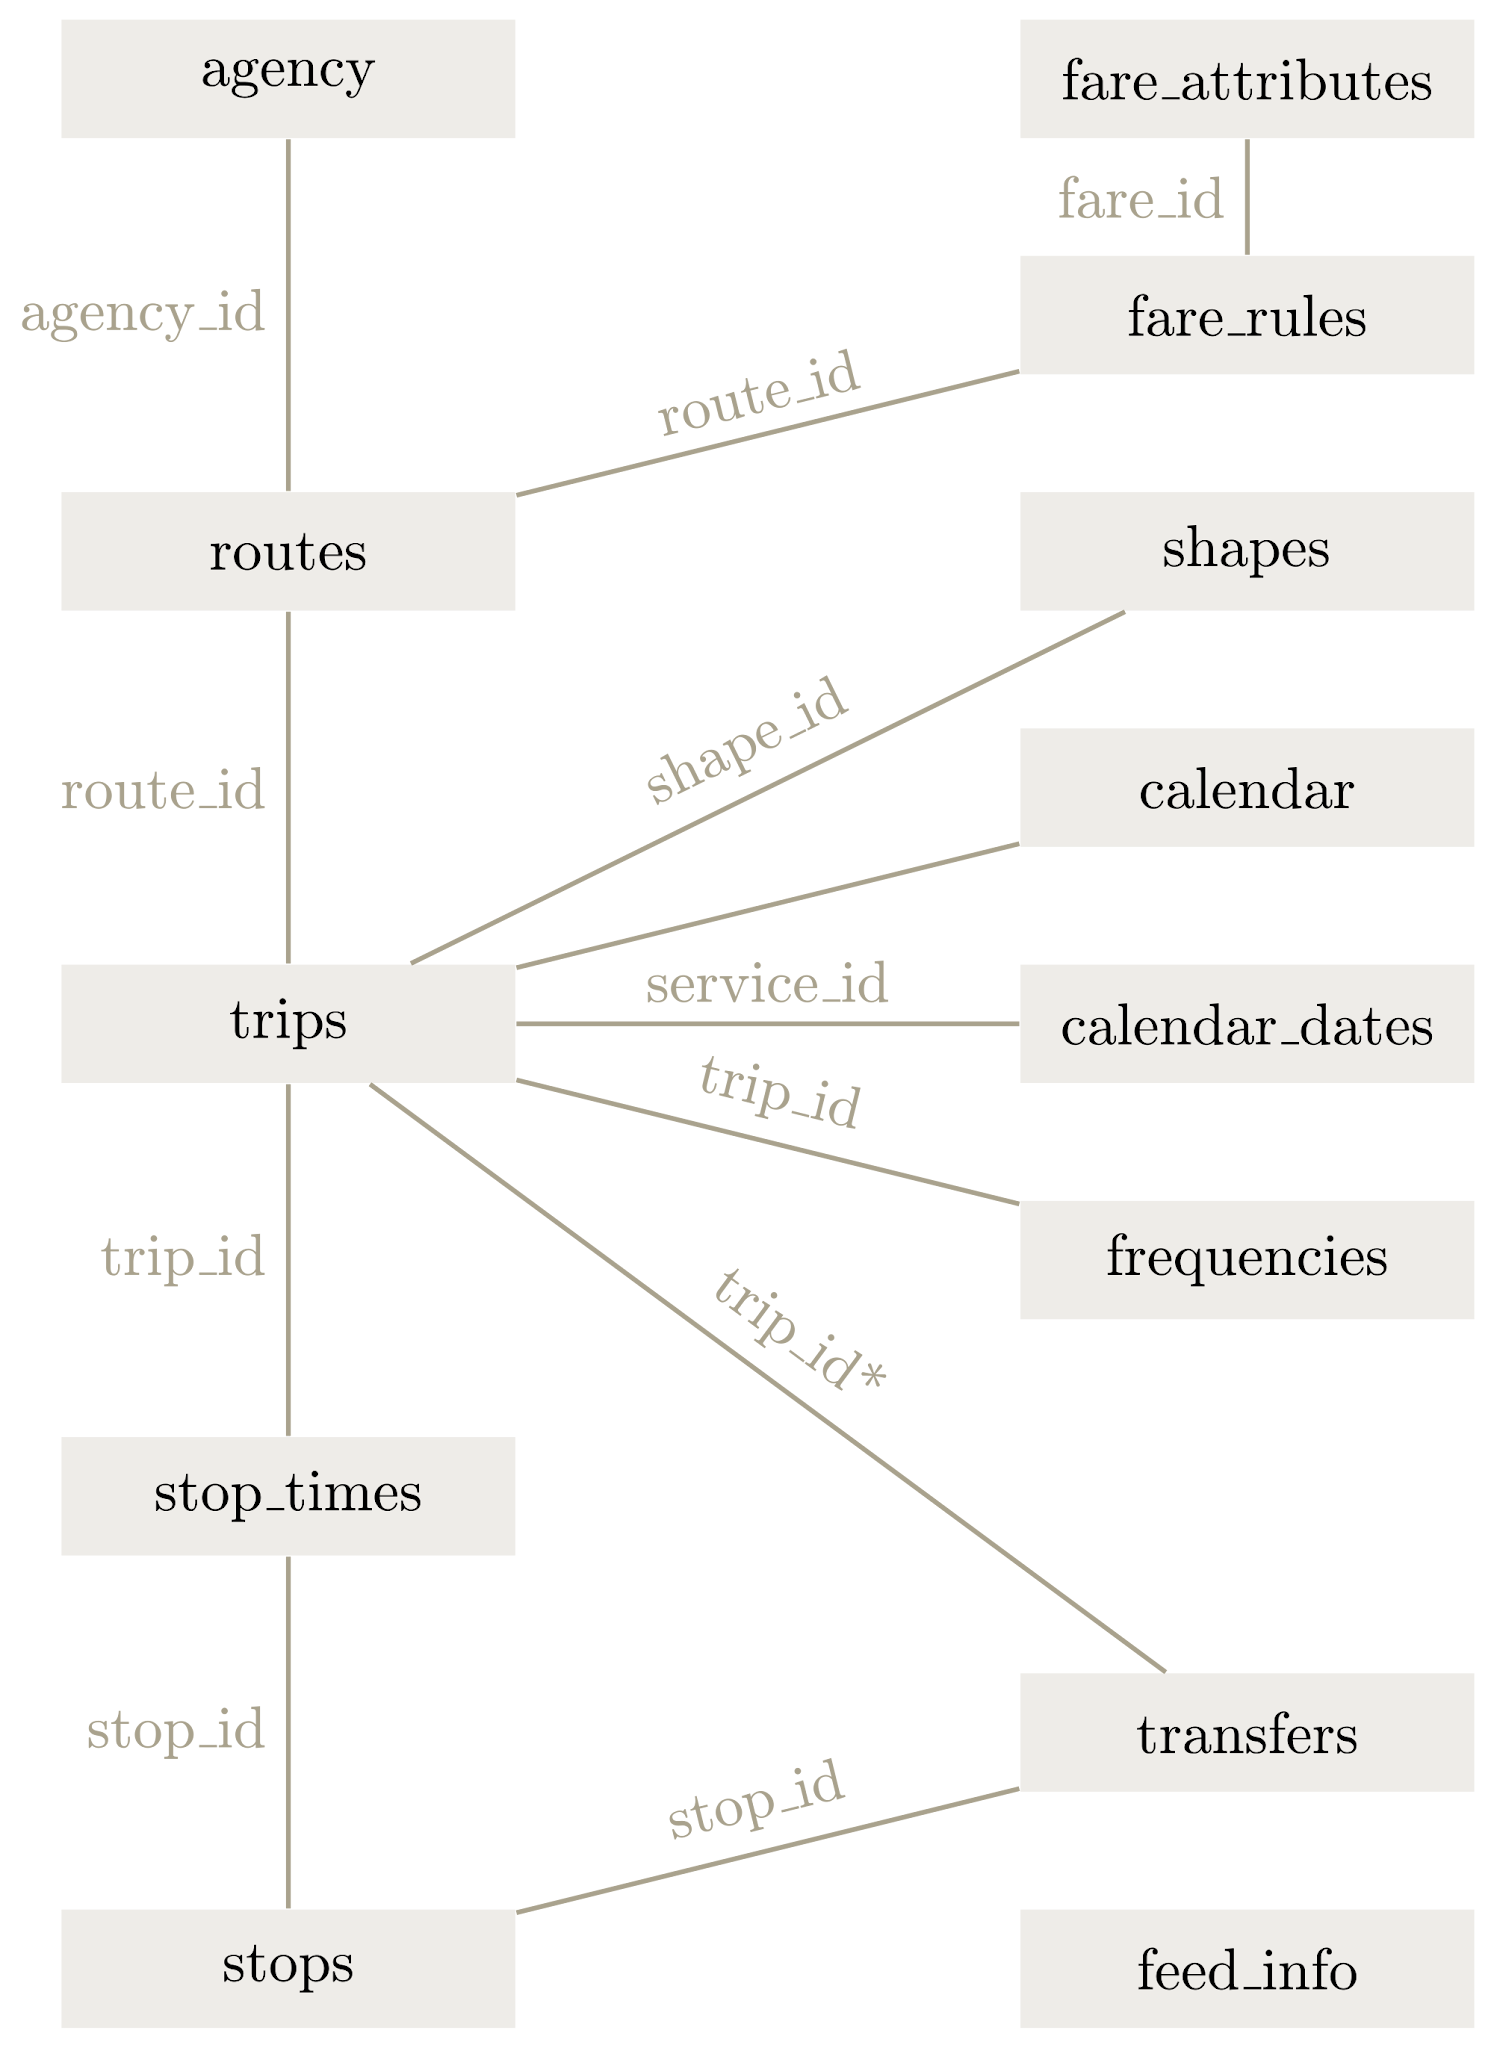 agency
fare_attributes
fare_id
agency_id
fare_rules
route_id
routes
shapes
shape_id
route_id
calendar
service_id
trips
calendar_dates
trip_id
trip_id
frequencies
trip_id*
stop_times
stop_id
transfers
stop_id
stops
feed_info